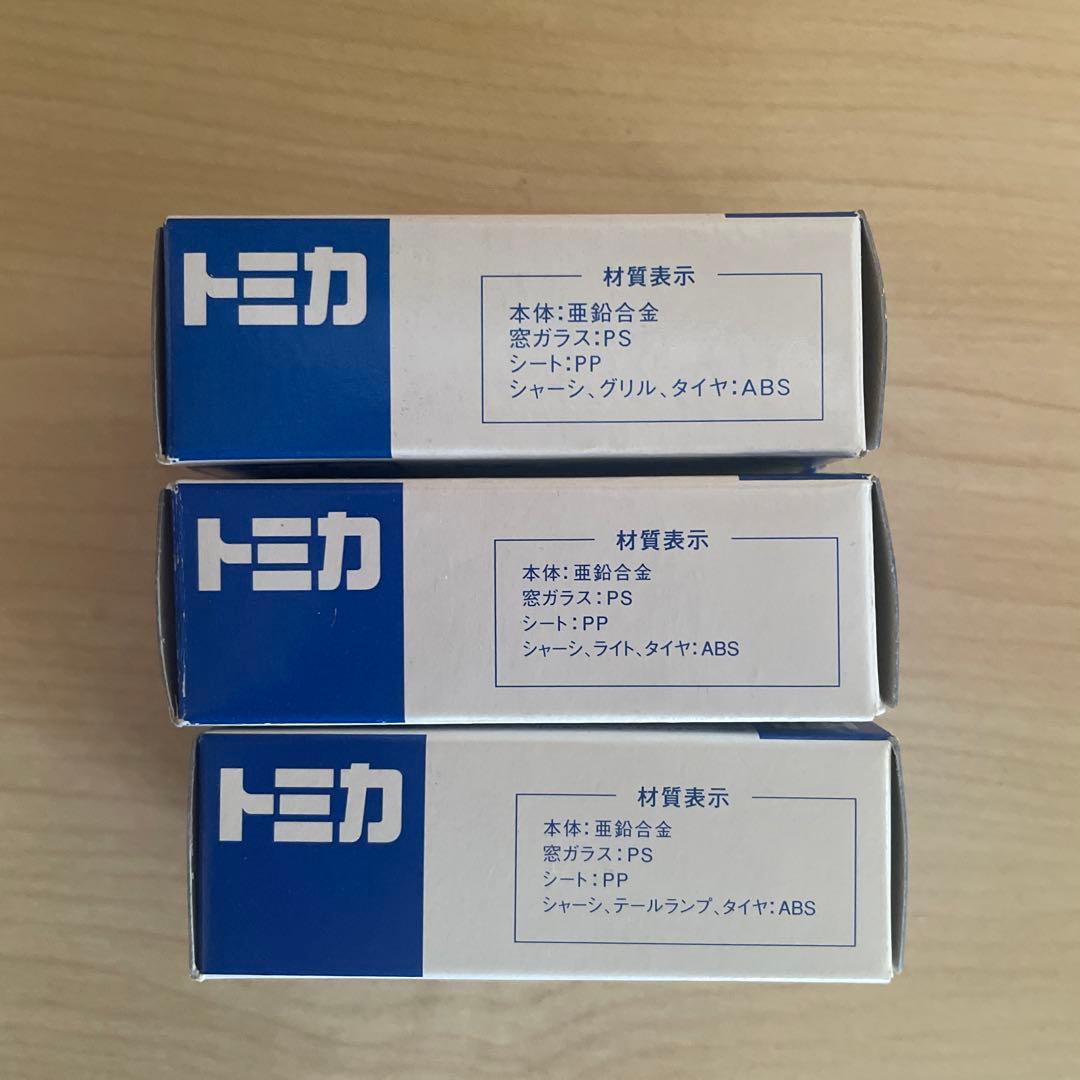 トミカ
材質表示
本体:亜鉛合金
窓ガラス:PS
シート:PP
シャーシ、グリル、タイヤ:ABS
トミカ
材質表示
本体:亜鉛合金
窓ガラス:PS
シート:PP
シャーシ、ライト、タイヤ:ABS
トミカ
材質表示
本体:亜鉛合金
窓ガラス:PS
シート:PP
シャーシ、テールランプ、タイヤ:ABS